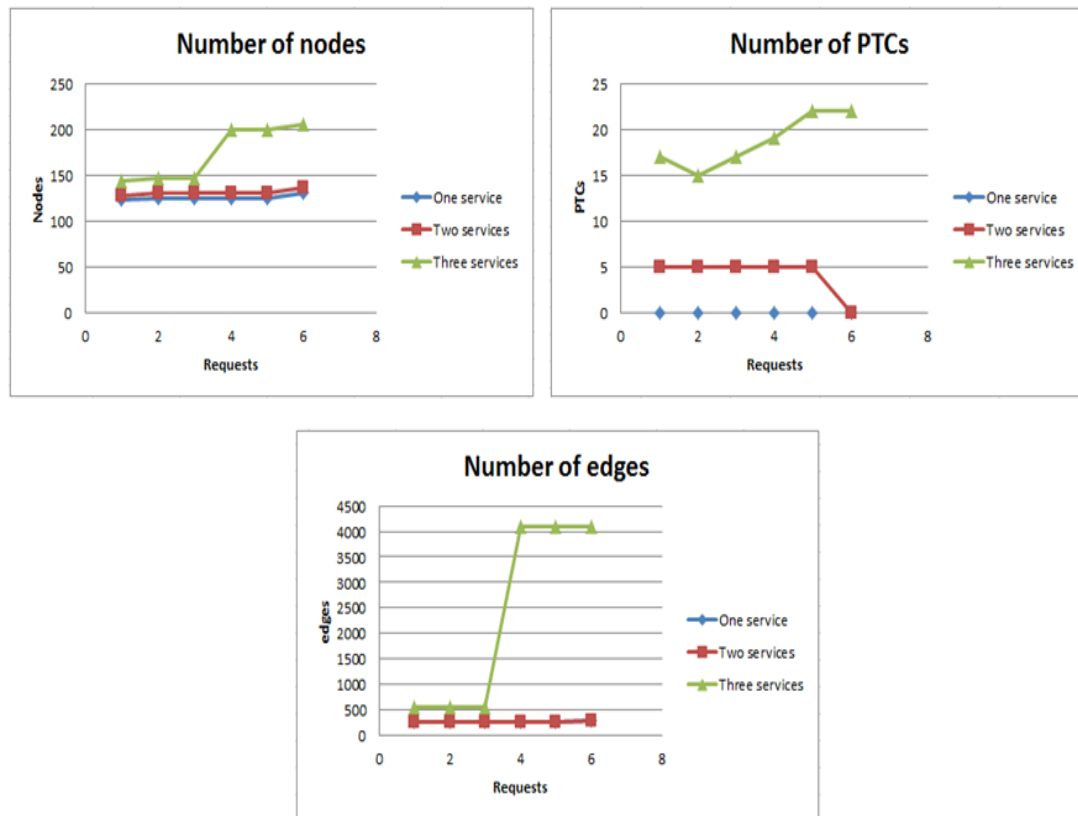 Number of nodes
250
200
150
100
50
0
Nodes
0 2 4 6 8
Requests
One service
Two services
Three services
Number of PTCs
25
20
15
10
5
0
PTCs
0 2 4 6 8
Requests
One service
Two services
Three services
Number of edges
4500
4000
3500
3000
2500
2000
1500
1000
500
0
edges
0 2 4 6 8
Requests
One service
Two services
Three services